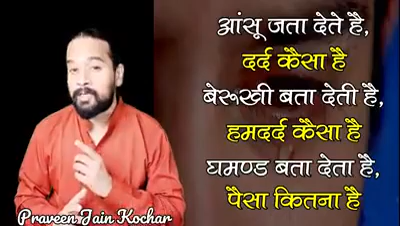 आंसू जता देते है,
दर्द कैसा है
बेरूखी बता देती है,
हमदर्द कैसा है
घमण्ड बता देता है,
पैसा कितना है
Praveen Jain Kochar